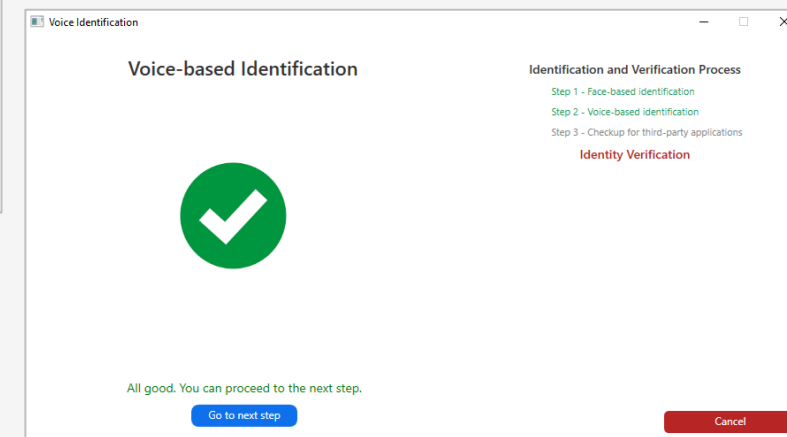 Voice Identification
Voice-based Identification
All good. You can proceed to the next step.
Go to next step
Identification and Verification Process
Step 1 - Face-based identification
Step 2 - Voice-based identification
Step 3 - Checkup for third-party applications
Identity Verification
Cancel